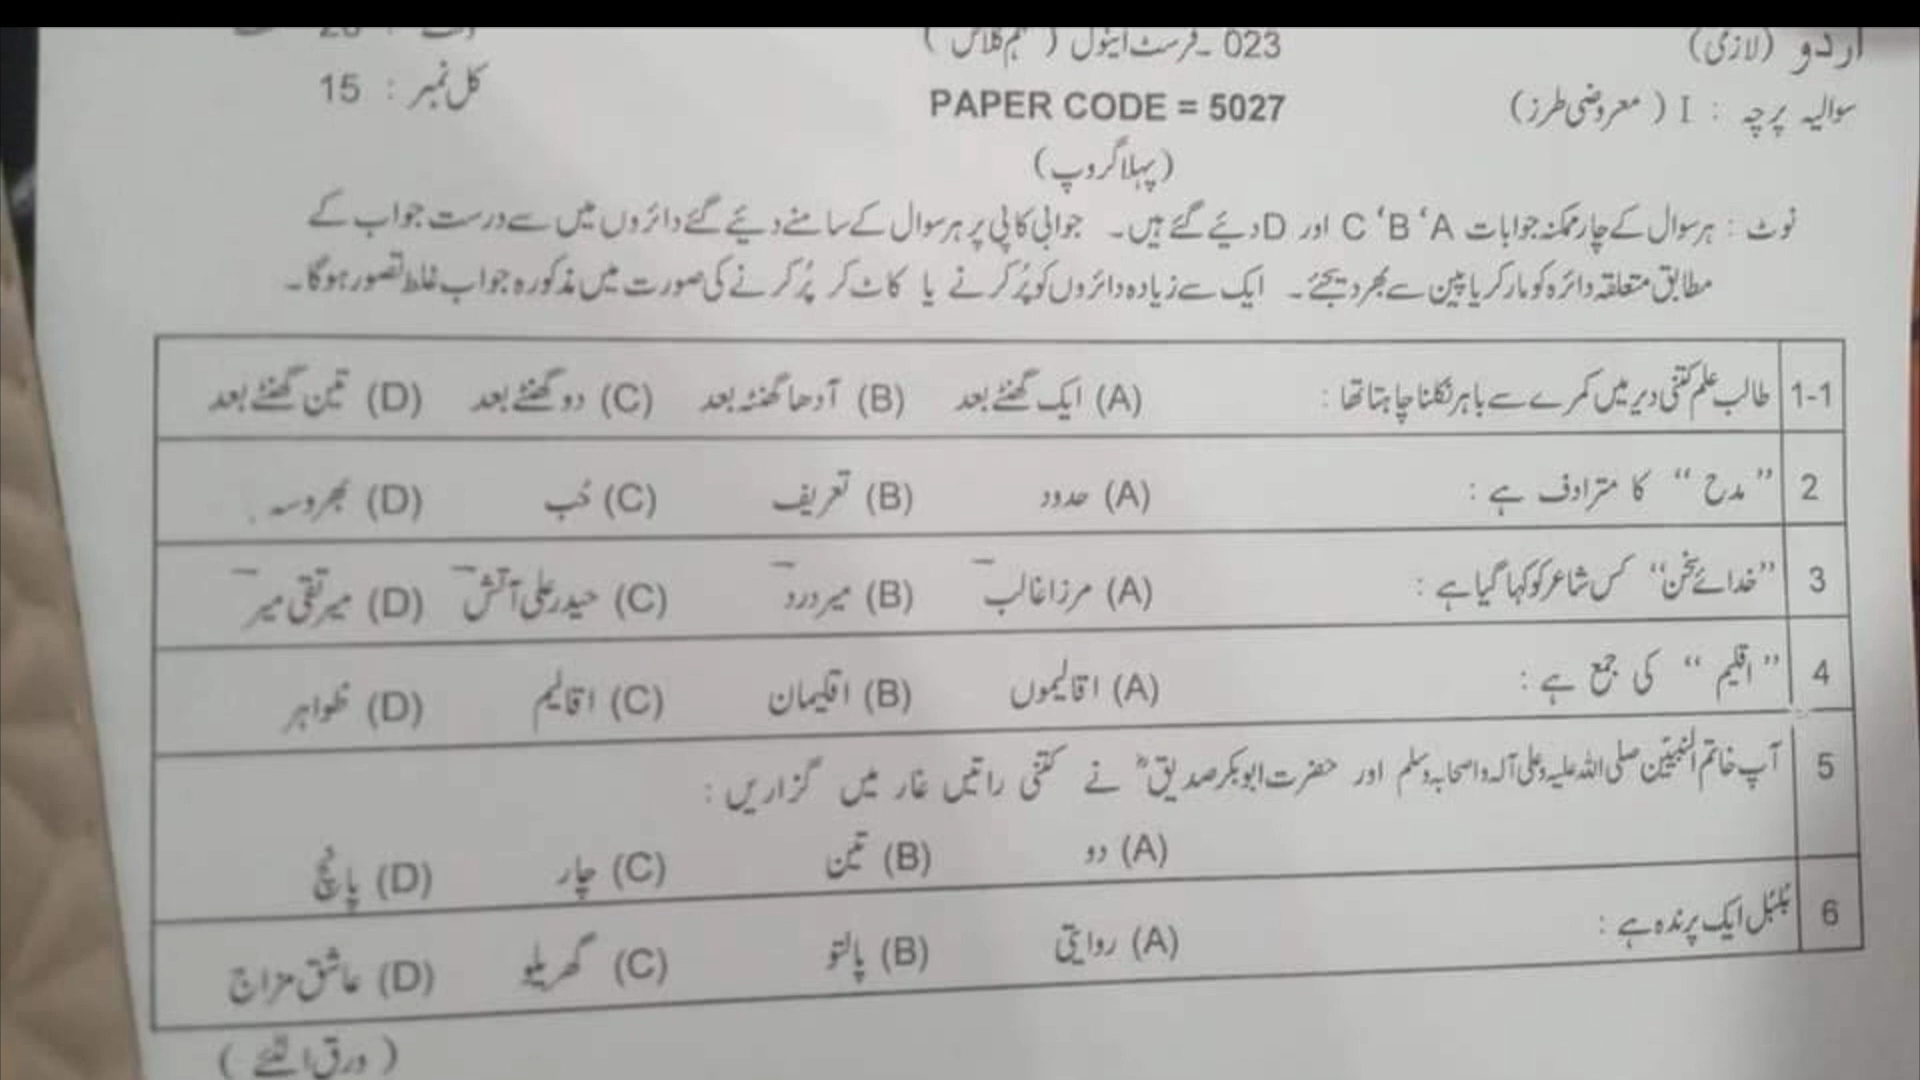 اردو (لازمی) 023۔ فرسٹ اینول ( نہم کلاس ) : 20
سوالیہ پرچہ : I ( معروضی طرز ) PAPER CODE = 5027 کل نمبر : 15
(پہلا گروپ)
نوٹ : ہر سوال کے چار ممکنہ جوابات A ‘B ‘C اور D دیئے گئے ہیں۔ جوابی کاپی پر ہر سوال کے سامنے دیئے گئے دائروں میں سے درست جواب کے
مطابق متعلقہ دائرہ کو مارکر یا پین سے بھر دیجئے۔ ایک سے زیادہ دائروں کو پُر کرنے یا کاٹ کر پُر کرنے کی صورت میں مذکورہ جواب غلط تصور ہوگا۔
1-1 طالب علم کتنی دیر میں کمرے سے باہر نکلنا چاہتا تھا : (A) ایک گھنٹے بعد (B) آدھا گھنٹہ بعد (C) دو گھنٹے بعد (D) تین گھنٹے بعد
2 ”مدح“ کا مترادف ہے : (A) حدود (B) تعریف (C) حُب (D) بھروسہ
3 ”خدائے سخن“ کس شاعر کو کہا گیا ہے : (A) مرزا غالب (B) میر درد (C) حیدر علی آتش (D) میر تقی میر
4 ”اقلیم“ کی جمع ہے : (A) اقالیموں (B) اقلیمان (C) اقالیم (D) ظواہر
5 آپ خاتم النبیّین صلی اللہ علیہ وعلی آلہ واصحابہ وسلم اور حضرت ابوبکر صدیقؓ نے کتنی راتیں غار میں گزاریں :
(A) دو (B) تین (C) چار (D) پانچ
6 بُلبُل ایک پرندہ ہے : (A) روایتی (B) پالتو (C) گھریلو (D) عاشق مزاج
( ورق الٹیے )